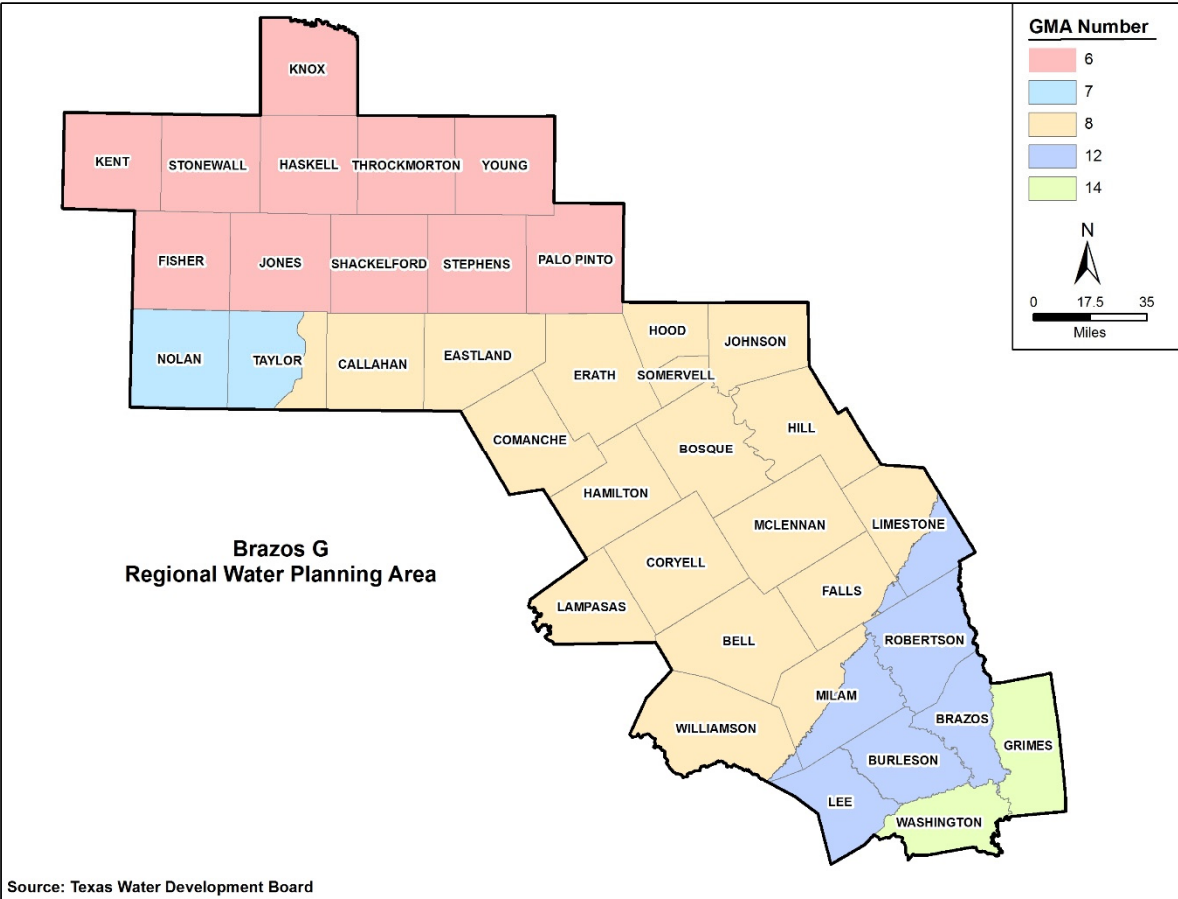 GMA Number
6
7
8
12
14
N
0 17.5 35
Miles
KNOX
KENT
STONEWALL
HASKELL
THROCKMORTON
YOUNG
FISHER
JONES
SHACKELFORD
STEPHENS
PALO PINTO
NOLAN
TAYLOR
CALLAHAN
EASTLAND
ERATH
HOOD
JOHNSON
SOMERVELL
COMANCHE
BOSQUE
HILL
HAMILTON
MCLENNAN
LIMESTONE
Brazos G
Regional Water Planning Area
CORYELL
FALLS
LAMPASAS
BELL
ROBERTSON
MILAM
WILLIAMSON
BRAZOS
GRIMES
BURLESON
LEE
WASHINGTON
Source: Texas Water Development Board